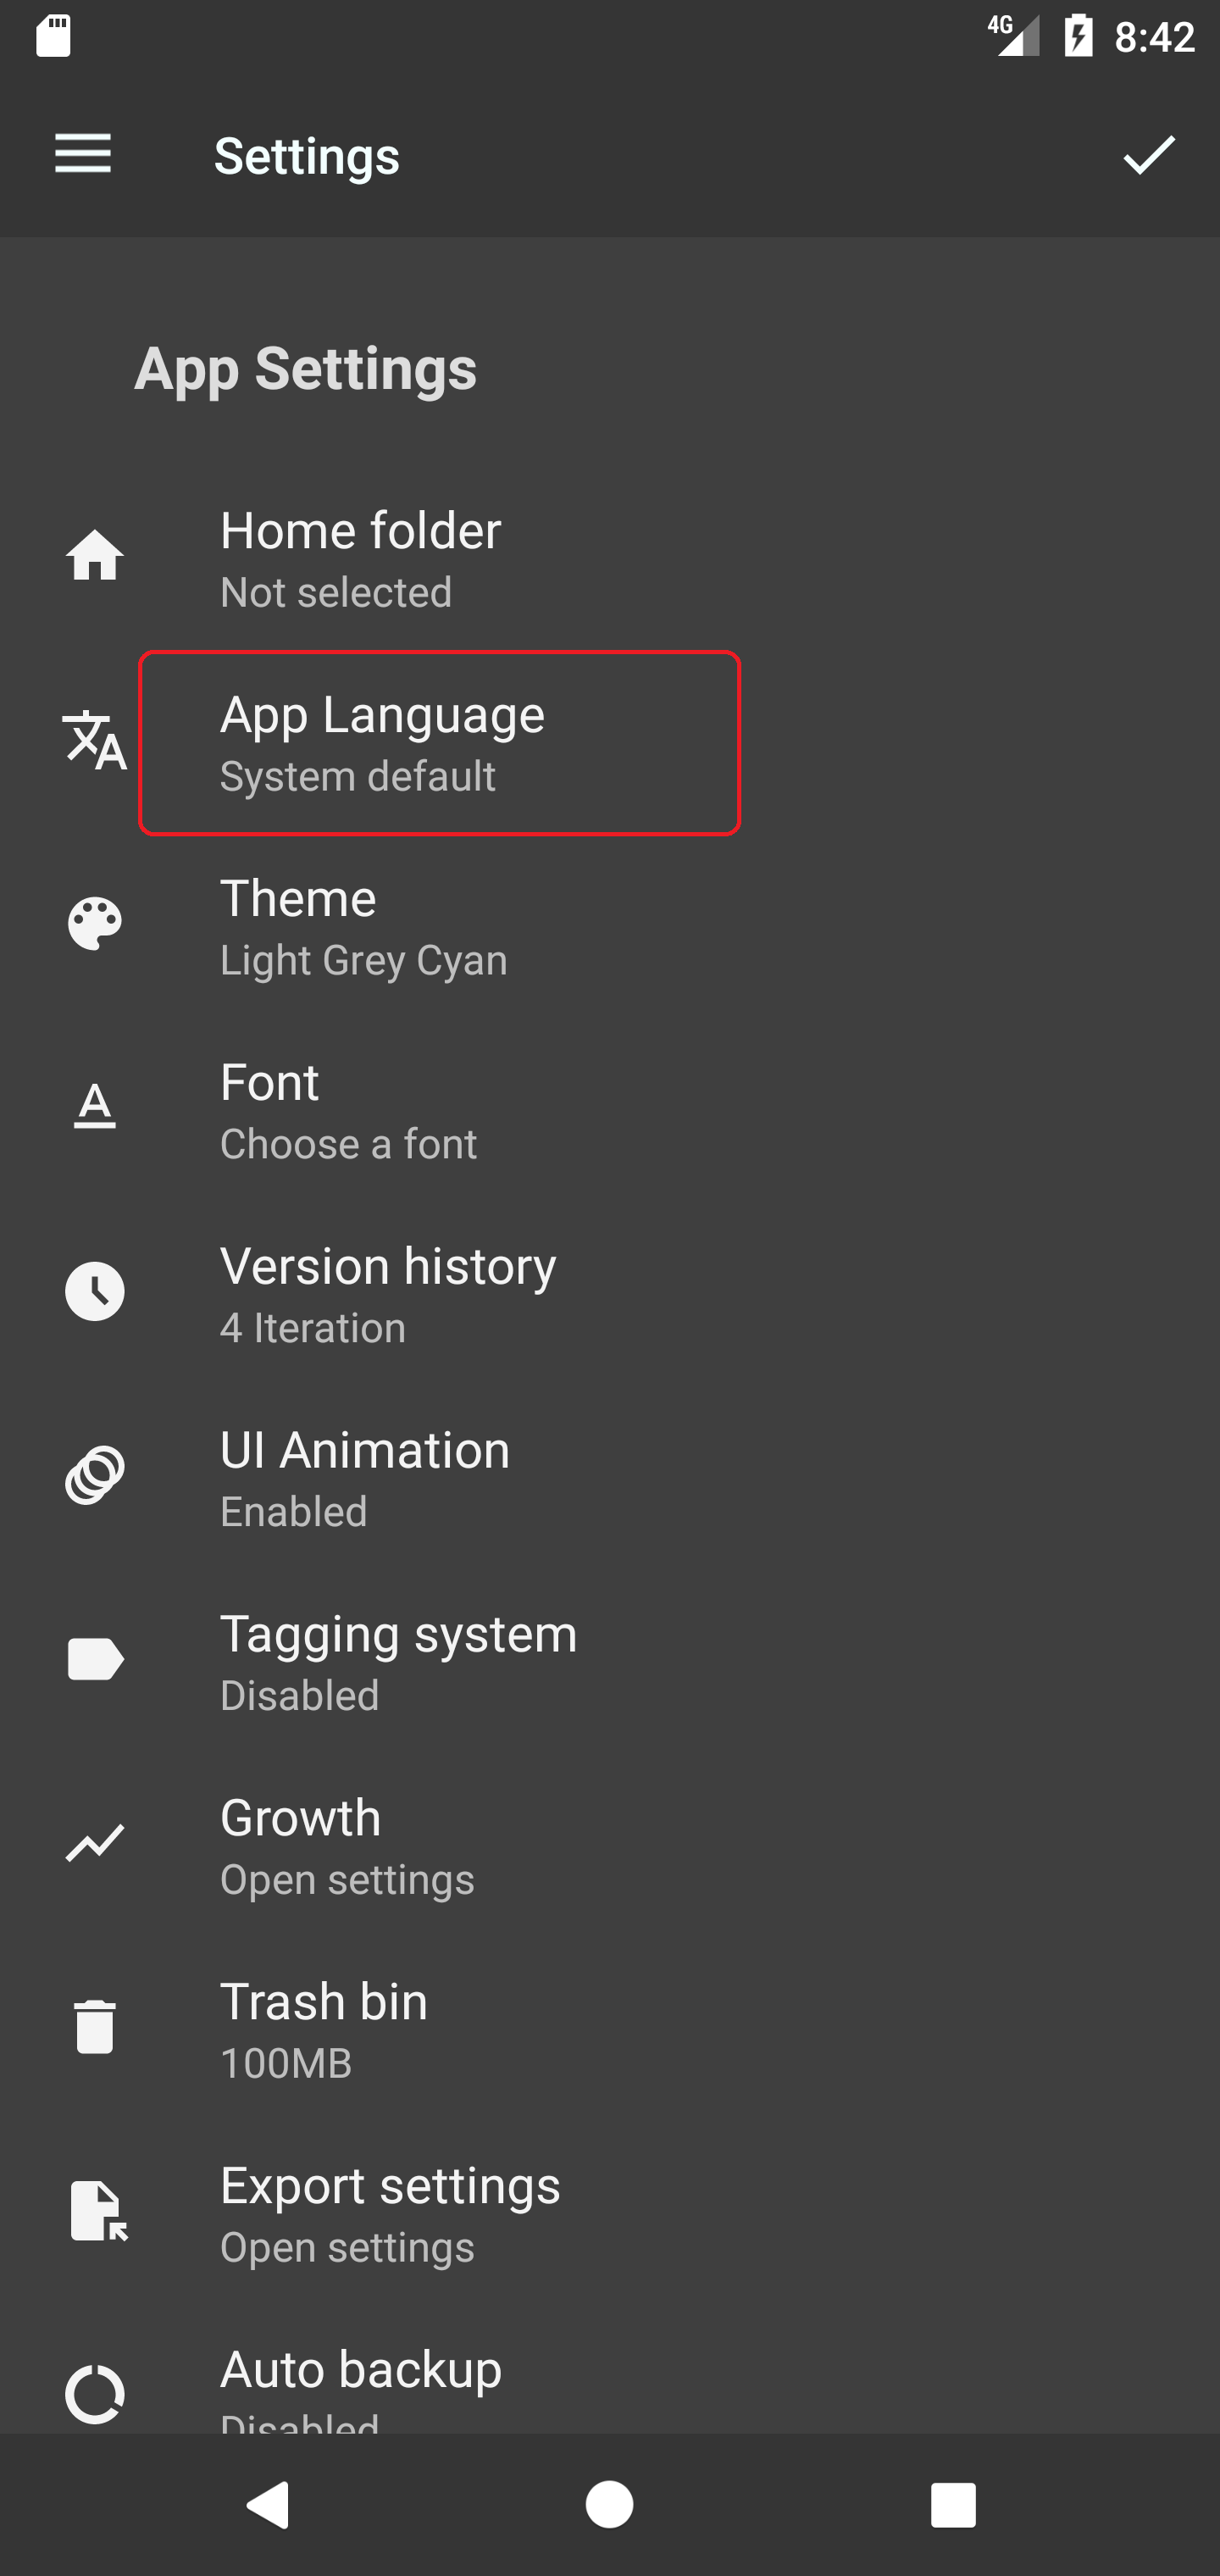 4G 8:42
Settings
App Settings
Home folder
Not selected
App Language
System default
Theme
Light Grey Cyan
Font
Choose a font
Version history
4 Iteration
UI Animation
Enabled
Tagging system
Disabled
Growth
Open settings
Trash bin
100MB
Export settings
Open settings
Auto backup
Disabled